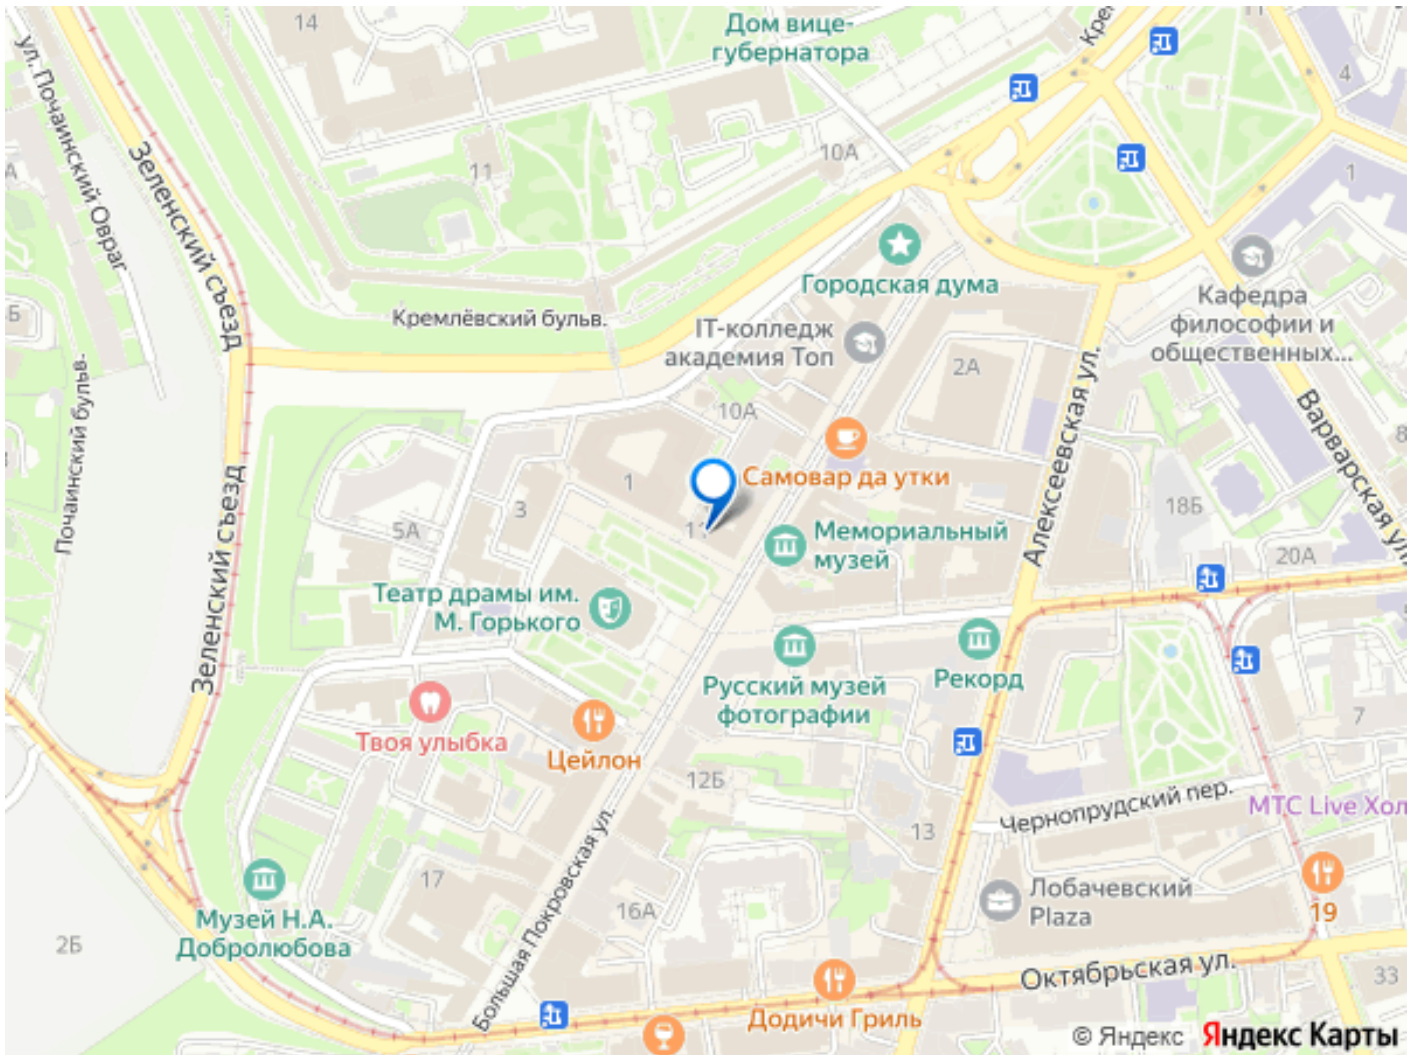 14
Дом вице-
губернатора
Кре
4
11
ул. Почаинский Овраг
Зеленский съезд
11
10А
1
А
Городская дума
Кафедра
философии и
общественных...
5Б
Кремлёвский бульв.
IT-колледж
академия Топ
2А
Алексеевская ул.
Варварская ул.
Почаинский бульв.
10А
8
Самовар да утки
1
3
5А
18Б
Зеленский съезд
Мемориальный
музей
20А
Театр драмы им.
М. Горького
Русский музей
фотографии
Рекорд
7
Твоя улыбка
Цейлон
12Б
Чернопрудский пер.
МТС Live Хол
13
Большая Покровская ул.
17
16А
Лобачевский
Plaza
19
Музей Н.А.
Добролюбова
2Б
Октябрьская ул.
33
Додичи Гриль
© Яндекс Яндекс Карты